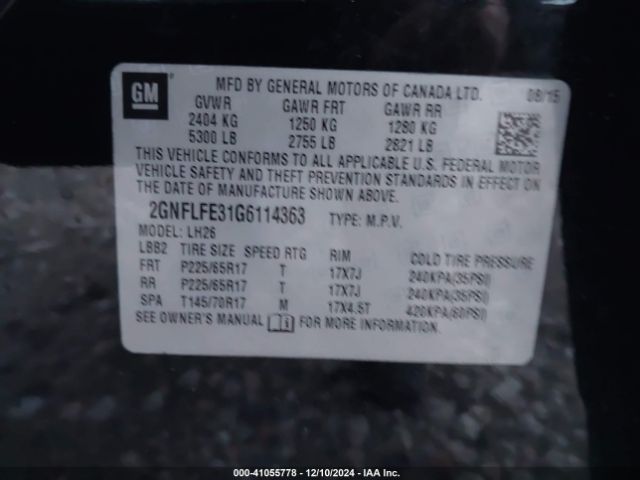 GM ® MFD BY GENERAL MOTORS OF CANADA LTD. 08/15
GVWR GAWR FRT GAWR RR
2404 KG 1250 KG 1280 KG
5300 LB 2755 LB 2821 LB
THIS VEHICLE CONFORMS TO ALL APPLICABLE U.S. FEDERAL MOTOR
VEHICLE SAFETY AND THEFT PREVENTION STANDARDS IN EFFECT ON
THE DATE OF MANUFACTURE SHOWN ABOVE.
2GNFLFE31G6114363 TYPE: M.P.V.
MODEL: LH26
LBB2 TIRE SIZE SPEED RTG RIM COLD TIRE PRESSURE
FRT P225/65R17 T 17X7J 240KPA(35PSI)
RR P225/65R17 T 17X7J 240KPA(35PSI)
SPA T145/70R17 M 17X4.5T 420KPA(60PSI)
SEE OWNER'S MANUAL FOR MORE INFORMATION.
000-41055778 - 12/10/2024 - IAA Inc.